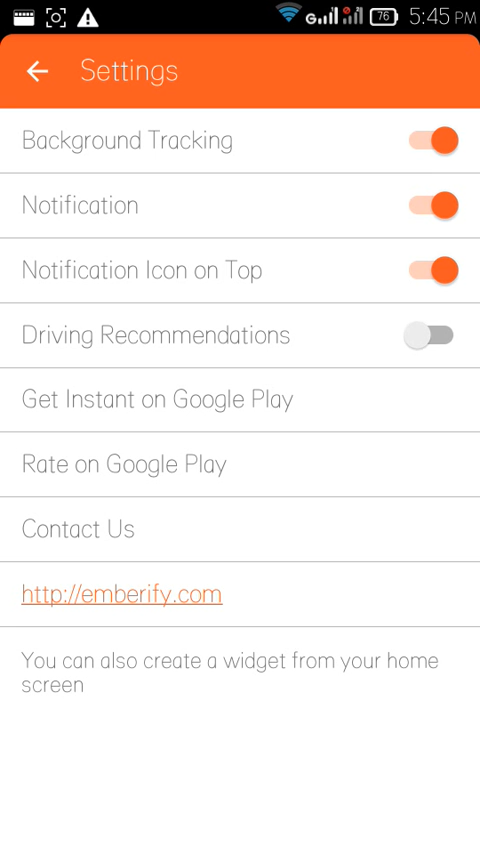 G 76 5:45 PM
Settings
Background Tracking
Notification
Notification Icon on Top
Driving Recommendations
Get Instant on Google Play
Rate on Google Play
Contact Us
http://emberify.com
You can also create a widget from your home
screen